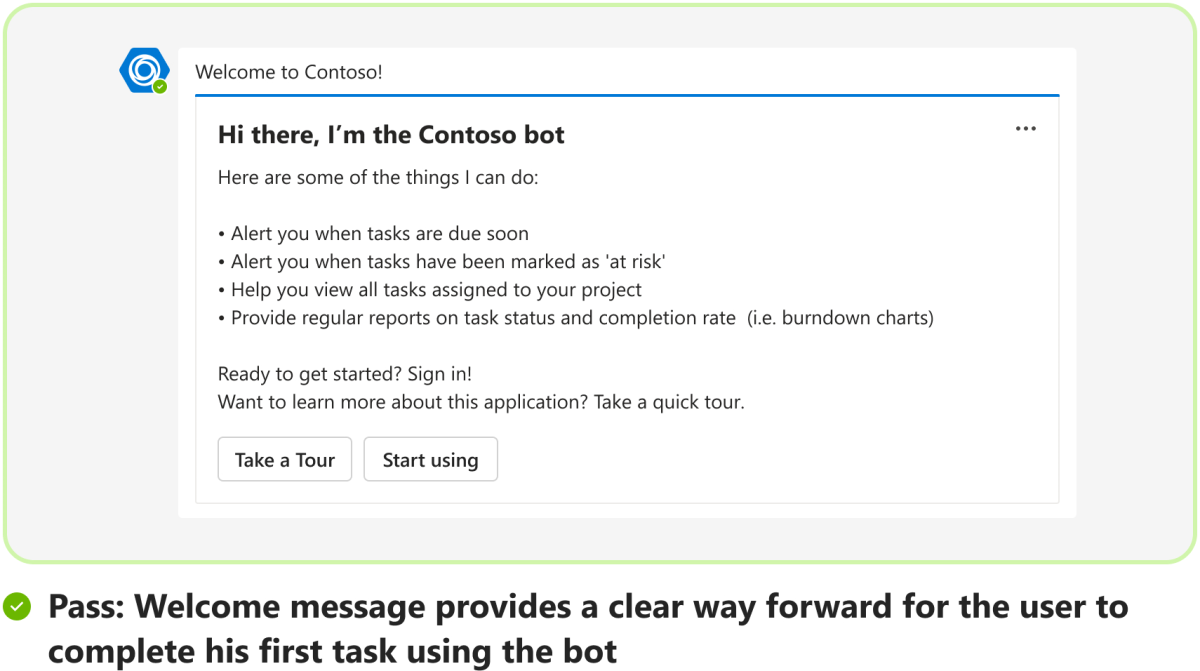 Welcome to Contoso!
Hi there, I’m the Contoso bot
Here are some of the things I can do:
• Alert you when tasks are due soon
• Alert you when tasks have been marked as 'at risk'
• Help you view all tasks assigned to your project
• Provide regular reports on task status and completion rate  (i.e. burndown charts)
Ready to get started? Sign in!
Want to learn more about this application? Take a quick tour.
Take a Tour
Start using
Pass: Welcome message provides a clear way forward for the user to
complete his first task using the bot